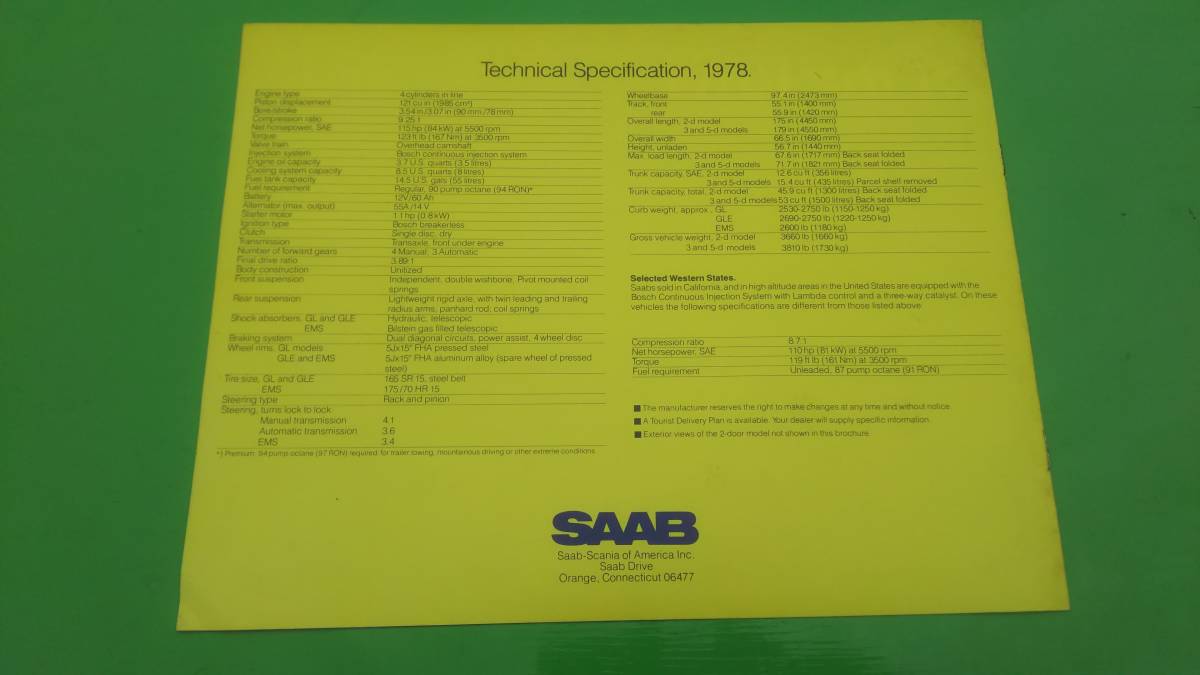 Technical Specification, 1978.
Engine type 4 cylinders in line
Piston displacement 121 cu in (1985 cm³)
Bore/stroke 3.54 in/3.07 in (90 mm/78 mm)
Compression ratio 9.25:1
Net horsepower, SAE 115 hp (84 kW) at 5500 rpm
Torque 123 ft lb (167 Nm) at 3500 rpm
Valve train Overhead camshaft
Injection system Bosch continuous injection system
Engine oil capacity 3.7 U.S. quarts (3.5 litres)
Cooling system capacity 8.5 U.S. quarts (8 litres)
Fuel tank capacity 14.5 U.S. gals (55 litres)
Fuel requirement Regular, 90 pump octane (94 RON)*
Battery 12V/60 Ah
Alternator (max. output) 55A/14 V
Starter motor 1.1 hp (0.8 kW)
Ignition type Bosch breakerless
Clutch Single disc, dry
Transmission Transaxle, front under engine
Number of forward gears 4 Manual, 3 Automatic
Final drive ratio 3.89:1
Body construction Unitized
Front suspension Independent, double wishbone, Pivot mounted coil
springs
Rear suspension Lightweight rigid axle, with twin leading and trailing
radius arms, panhard rod, coil springs
Shock absorbers, GL and GLE Hydraulic, telescopic
EMS Bilstein gas filled telescopic
Braking system Dual diagonal circuits, power assist, 4 wheel disc
Wheel rims, GL models 5Jx15" FHA pressed steel
GLE and EMS 5Jx15" FHA aluminum alloy (spare wheel of pressed
steel)
Tire size, GL and GLE 165 SR 15, steel belt
EMS 175/70 HR 15
Steering type Rack and pinion
Steering, turns lock to lock
Manual transmission 4.1
Automatic transmission 3.6
EMS 3.4
*) Premium 94 pump octane (97 RON) required for trailer towing, mountainous driving or other extreme conditions.
Wheelbase 97.4 in (2473 mm)
Track, front 55.1 in (1400 mm)
rear 55.9 in (1420 mm)
Overall length, 2-d model 175 in (4450 mm)
3 and 5-d models 179 in (4550 mm)
Overall width 66.5 in (1690 mm)
Height, unladen 56.7 in (1440 mm)
Max. load length, 2-d model 67.6 in (1717 mm) Back seat folded
3 and 5-d models 71.7 in (1821 mm) Back seat folded
Trunk capacity, SAE, 2-d model 12.6 cu ft (356 litres)
3 and 5-d models 15.4 cu ft (435 litres) Parcel shelf removed
Trunk capacity, total, 2-d model 45.9 cu ft (1300 litres) Back seat folded
3 and 5-d models 53 cu ft (1500 litres) Back seat folded
Curb weight, approx., GL 2530-2750 lb (1150-1250 kg)
GLE 2690-2750 lb (1220-1250 kg)
EMS 2600 lb (1180 kg)
Gross vehicle weight, 2-d model 3660 lb (1660 kg)
3 and 5-d models 3810 lb (1730 kg)
Selected Western States.
Saabs sold in California, and in high altitude areas in the United States are equipped with the
Bosch Continuous Injection System with Lambda control and a three-way catalyst. On these
vehicles the following specifications are different from those listed above.
Compression ratio 8.7:1
Net horsepower, SAE 110 hp (81 kW) at 5500 rpm
Torque 119 ft lb (161 Nm) at 3500 rpm
Fuel requirement Unleaded, 87 pump octane (91 RON)
■ The manufacturer reserves the right to make changes at any time and without notice.
■ A Tourist Delivery Plan is available. Your dealer will supply specific information.
■ Exterior views of the 2-door model not shown in this brochure.
SAAB
Saab-Scania of America Inc.
Saab Drive
Orange, Connecticut 06477